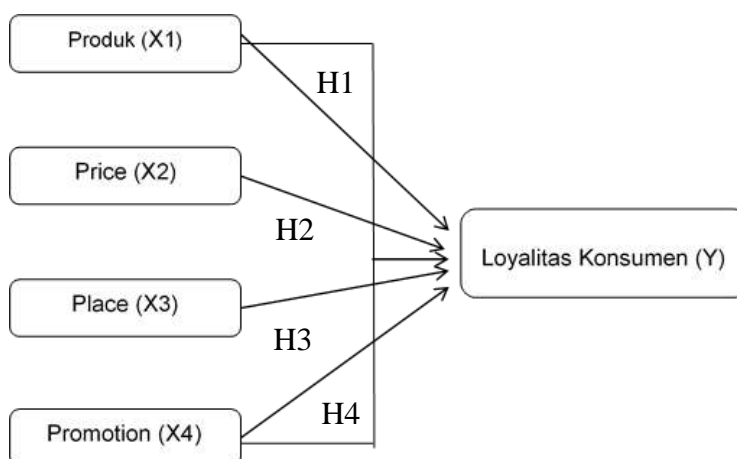 Produk (X1)
H1
Price (X2)
H2
Loyalitas Konsumen (Y)
Place (X3)
H3
H4
Promotion (X4)